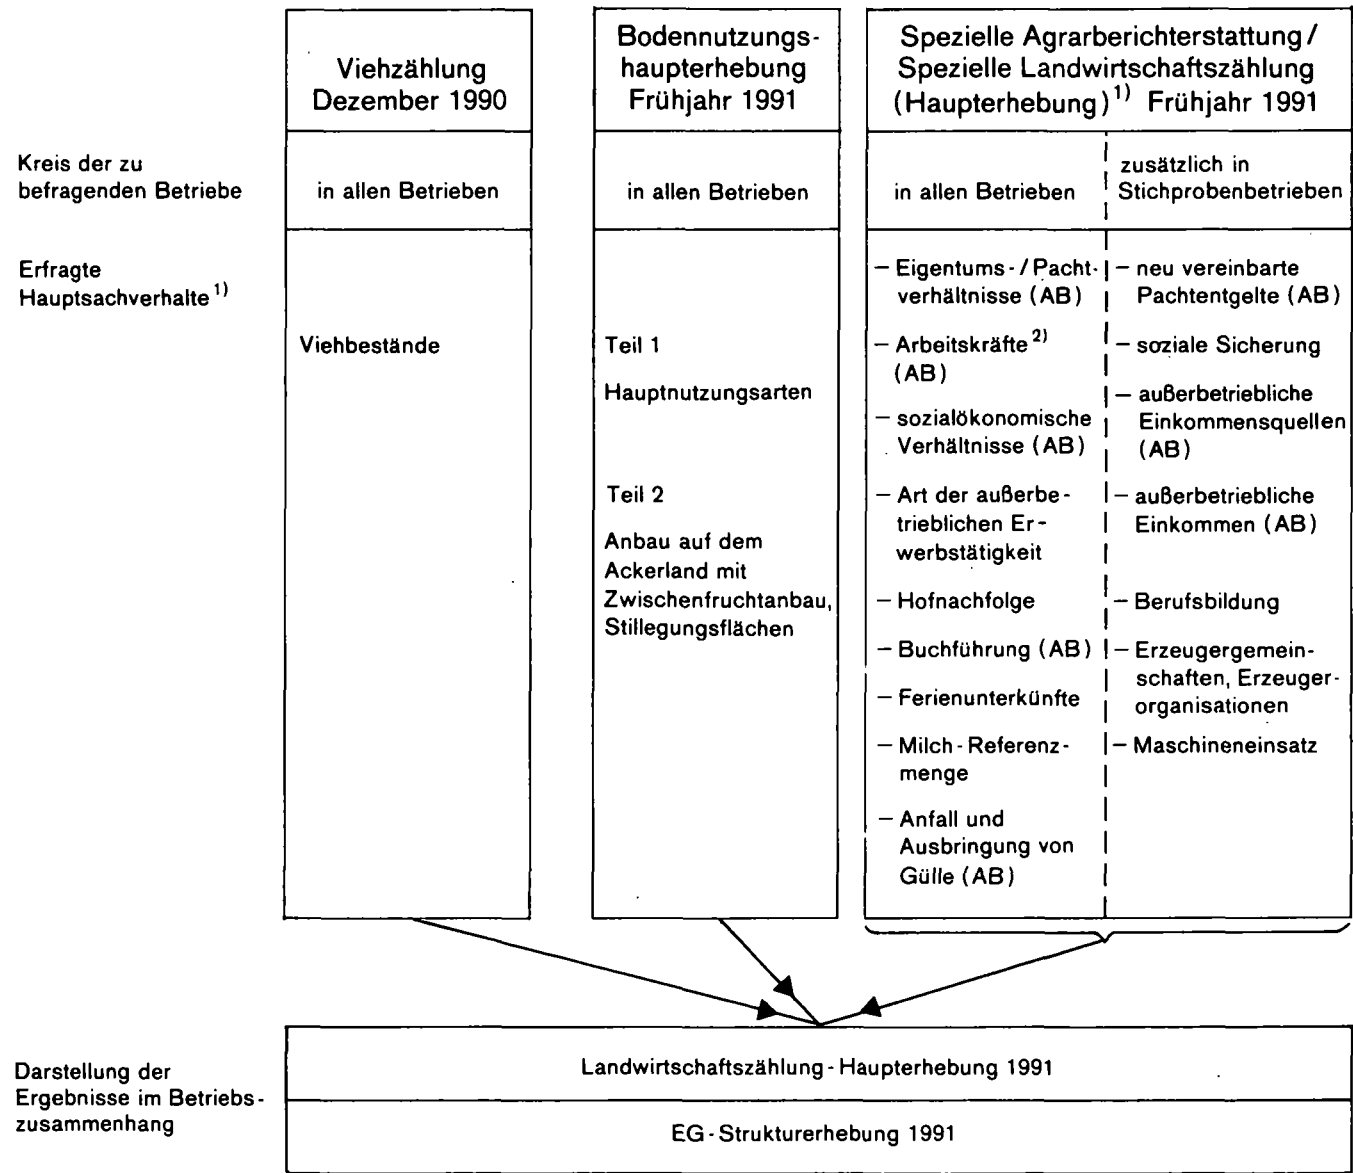 Viehzählung
Dezember 1990
Bodennutzungs-
haupterhebung
Frühjahr 1991
Spezielle Agrarberichterstattung /
Spezielle Landwirtschaftszählung
(Haupterhebung) 1) Frühjahr 1991
Kreis der zu
befragenden Betriebe
in allen Betrieben
in allen Betrieben
in allen Betrieben
zusätzlich in
Stichprobenbetrieben
Erfragte
Hauptsachverhalte 1)
Viehbestände
Teil 1
Hauptnutzungsarten
Teil 2
Anbau auf dem
Ackerland mit
Zwischenfruchtanbau,
Stillegungsflächen
– Eigentums- / Pacht-
verhältnisse (AB)
– Arbeitskräfte 2)
(AB)
– sozialökonomische
Verhältnisse (AB)
– Art der außerbe-
trieblichen Er-
werbstätigkeit
– Hofnachfolge
– Buchführung (AB)
– Ferienunterkünfte
– Milch-Referenz-
menge
– Anfall und
Ausbringung von
Gülle (AB)
– neu vereinbarte
Pachtentgelte (AB)
– soziale Sicherung
– außerbetriebliche
Einkommensquellen
(AB)
– außerbetriebliche
Einkommen (AB)
– Berufsbildung
– Erzeugergemein-
schaften, Erzeuger-
organisationen
– Maschineneinsatz
Darstellung der
Ergebnisse im Betriebs-
zusammenhang
Landwirtschaftszählung - Haupterhebung 1991
EG-Strukturerhebung 1991